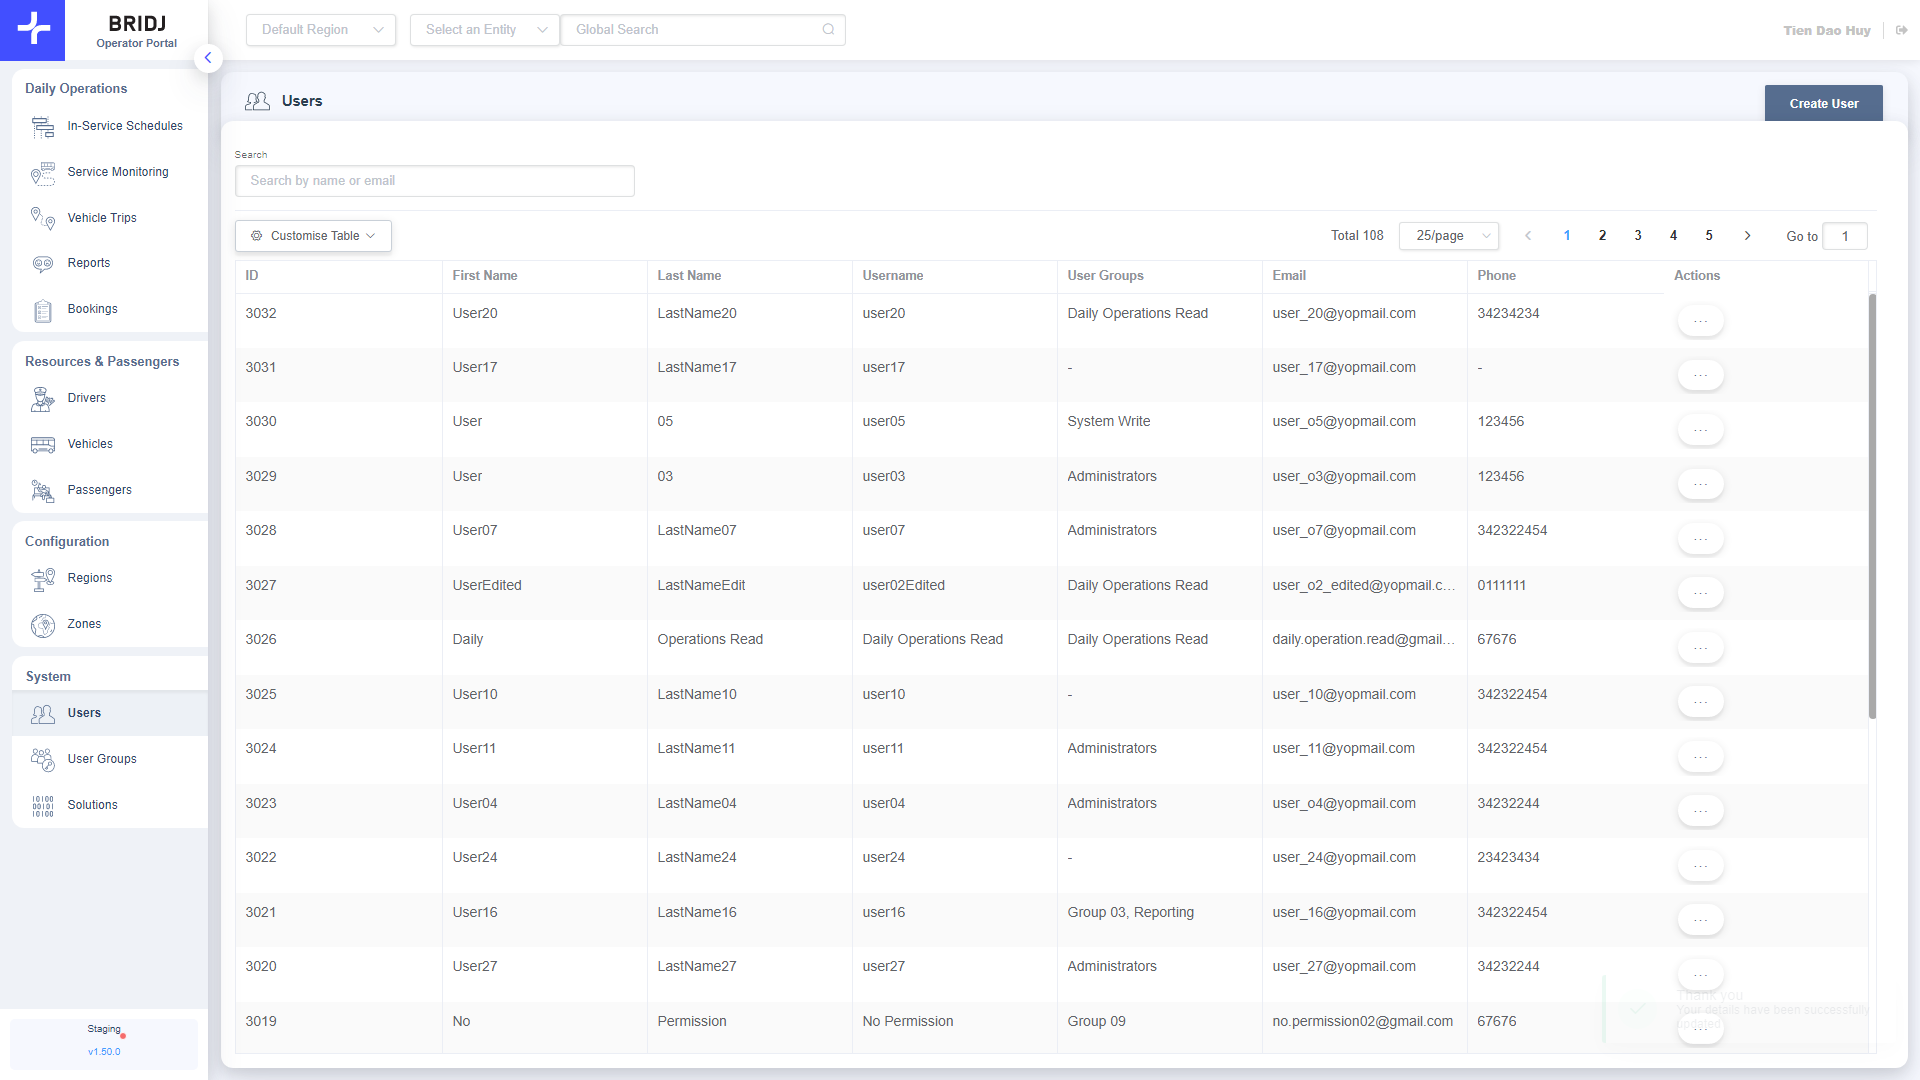 BRIDJ
Operator Portal
Default Region
Select an Entity
Global Search
Tien Dao Huy
Daily Operations
In-Service Schedules
Service Monitoring
Vehicle Trips
Reports
Bookings
Resources & Passengers
Drivers
Vehicles
Passengers
Configuration
Regions
Zones
System
Users
User Groups
Solutions
Staging
v1.50.0
Users
Create User
Search
Search by name or email
Customise Table
Total 108 25/page 1 2 3 4 5 Go to 1
ID First Name Last Name Username User Groups Email Phone Actions
3032 User20 LastName20 user20 Daily Operations Read user_20@yopmail.com 34234234 ...
3031 User17 LastName17 user17 - user_17@yopmail.com - ...
3030 User 05 user05 System Write user_o5@yopmail.com 123456 ...
3029 User 03 user03 Administrators user_o3@yopmail.com 123456 ...
3028 User07 LastName07 user07 Administrators user_o7@yopmail.com 342322454 ...
3027 UserEdited LastNameEdit user02Edited Daily Operations Read user_o2_edited@yopmail.c... 0111111 ...
3026 Daily Operations Read Daily Operations Read Daily Operations Read daily.operation.read@gmail... 67676 ...
3025 User10 LastName10 user10 - user_10@yopmail.com 342322454 ...
3024 User11 LastName11 user11 Administrators user_11@yopmail.com 342322454 ...
3023 User04 LastName04 user04 Administrators user_o4@yopmail.com 34232244 ...
3022 User24 LastName24 user24 - user_24@yopmail.com 23423434 ...
3021 User16 LastName16 user16 Group 03, Reporting user_16@yopmail.com 342322454 ...
3020 User27 LastName27 user27 Administrators user_27@yopmail.com 34232244 ...
3019 No Permission No Permission Group 09 no.permission02@gmail.com 67676 ...
Thank you
Your details have been successfully
updated